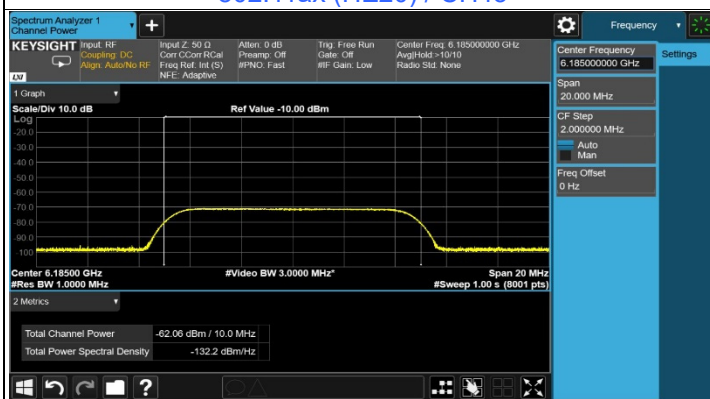 Spectrum Analyzer 1
Channel Power
+
Frequency
KEYSIGHT
Input: RF
Coupling: DC
Align: Auto/No RF
Input Z: 50 Ω
Corr CCorr RCal
Freq Ref: Int (S)
NFE: Adaptive
Atten: 0 dB
Preamp: Off
#PNO: Fast
Trig: Free Run
Gate: Off
#IF Gain: Low
Center Freq: 6.185000000 GHz
Avg|Hold:>10/10
Radio Std: None
LXI
Center Frequency
6.185000000 GHz
Settings
Span
20.000 MHz
CF Step
2.000000 MHz
Auto
Man
Freq Offset
0 Hz
1 Graph
Scale/Div 10.0 dB
Ref Value -10.00 dBm
Log
-20.0
-30.0
-40.0
-50.0
-60.0
-70.0
-80.0
-90.0
-100
Center 6.18500 GHz
#Video BW 3.0000 MHz*
Span 20 MHz
#Res BW 1.0000 MHz
#Sweep 1.00 s (8001 pts)
2 Metrics
Total Channel Power -62.06 dBm / 10.0 MHz
Total Power Spectral Density -132.2 dBm/Hz
?